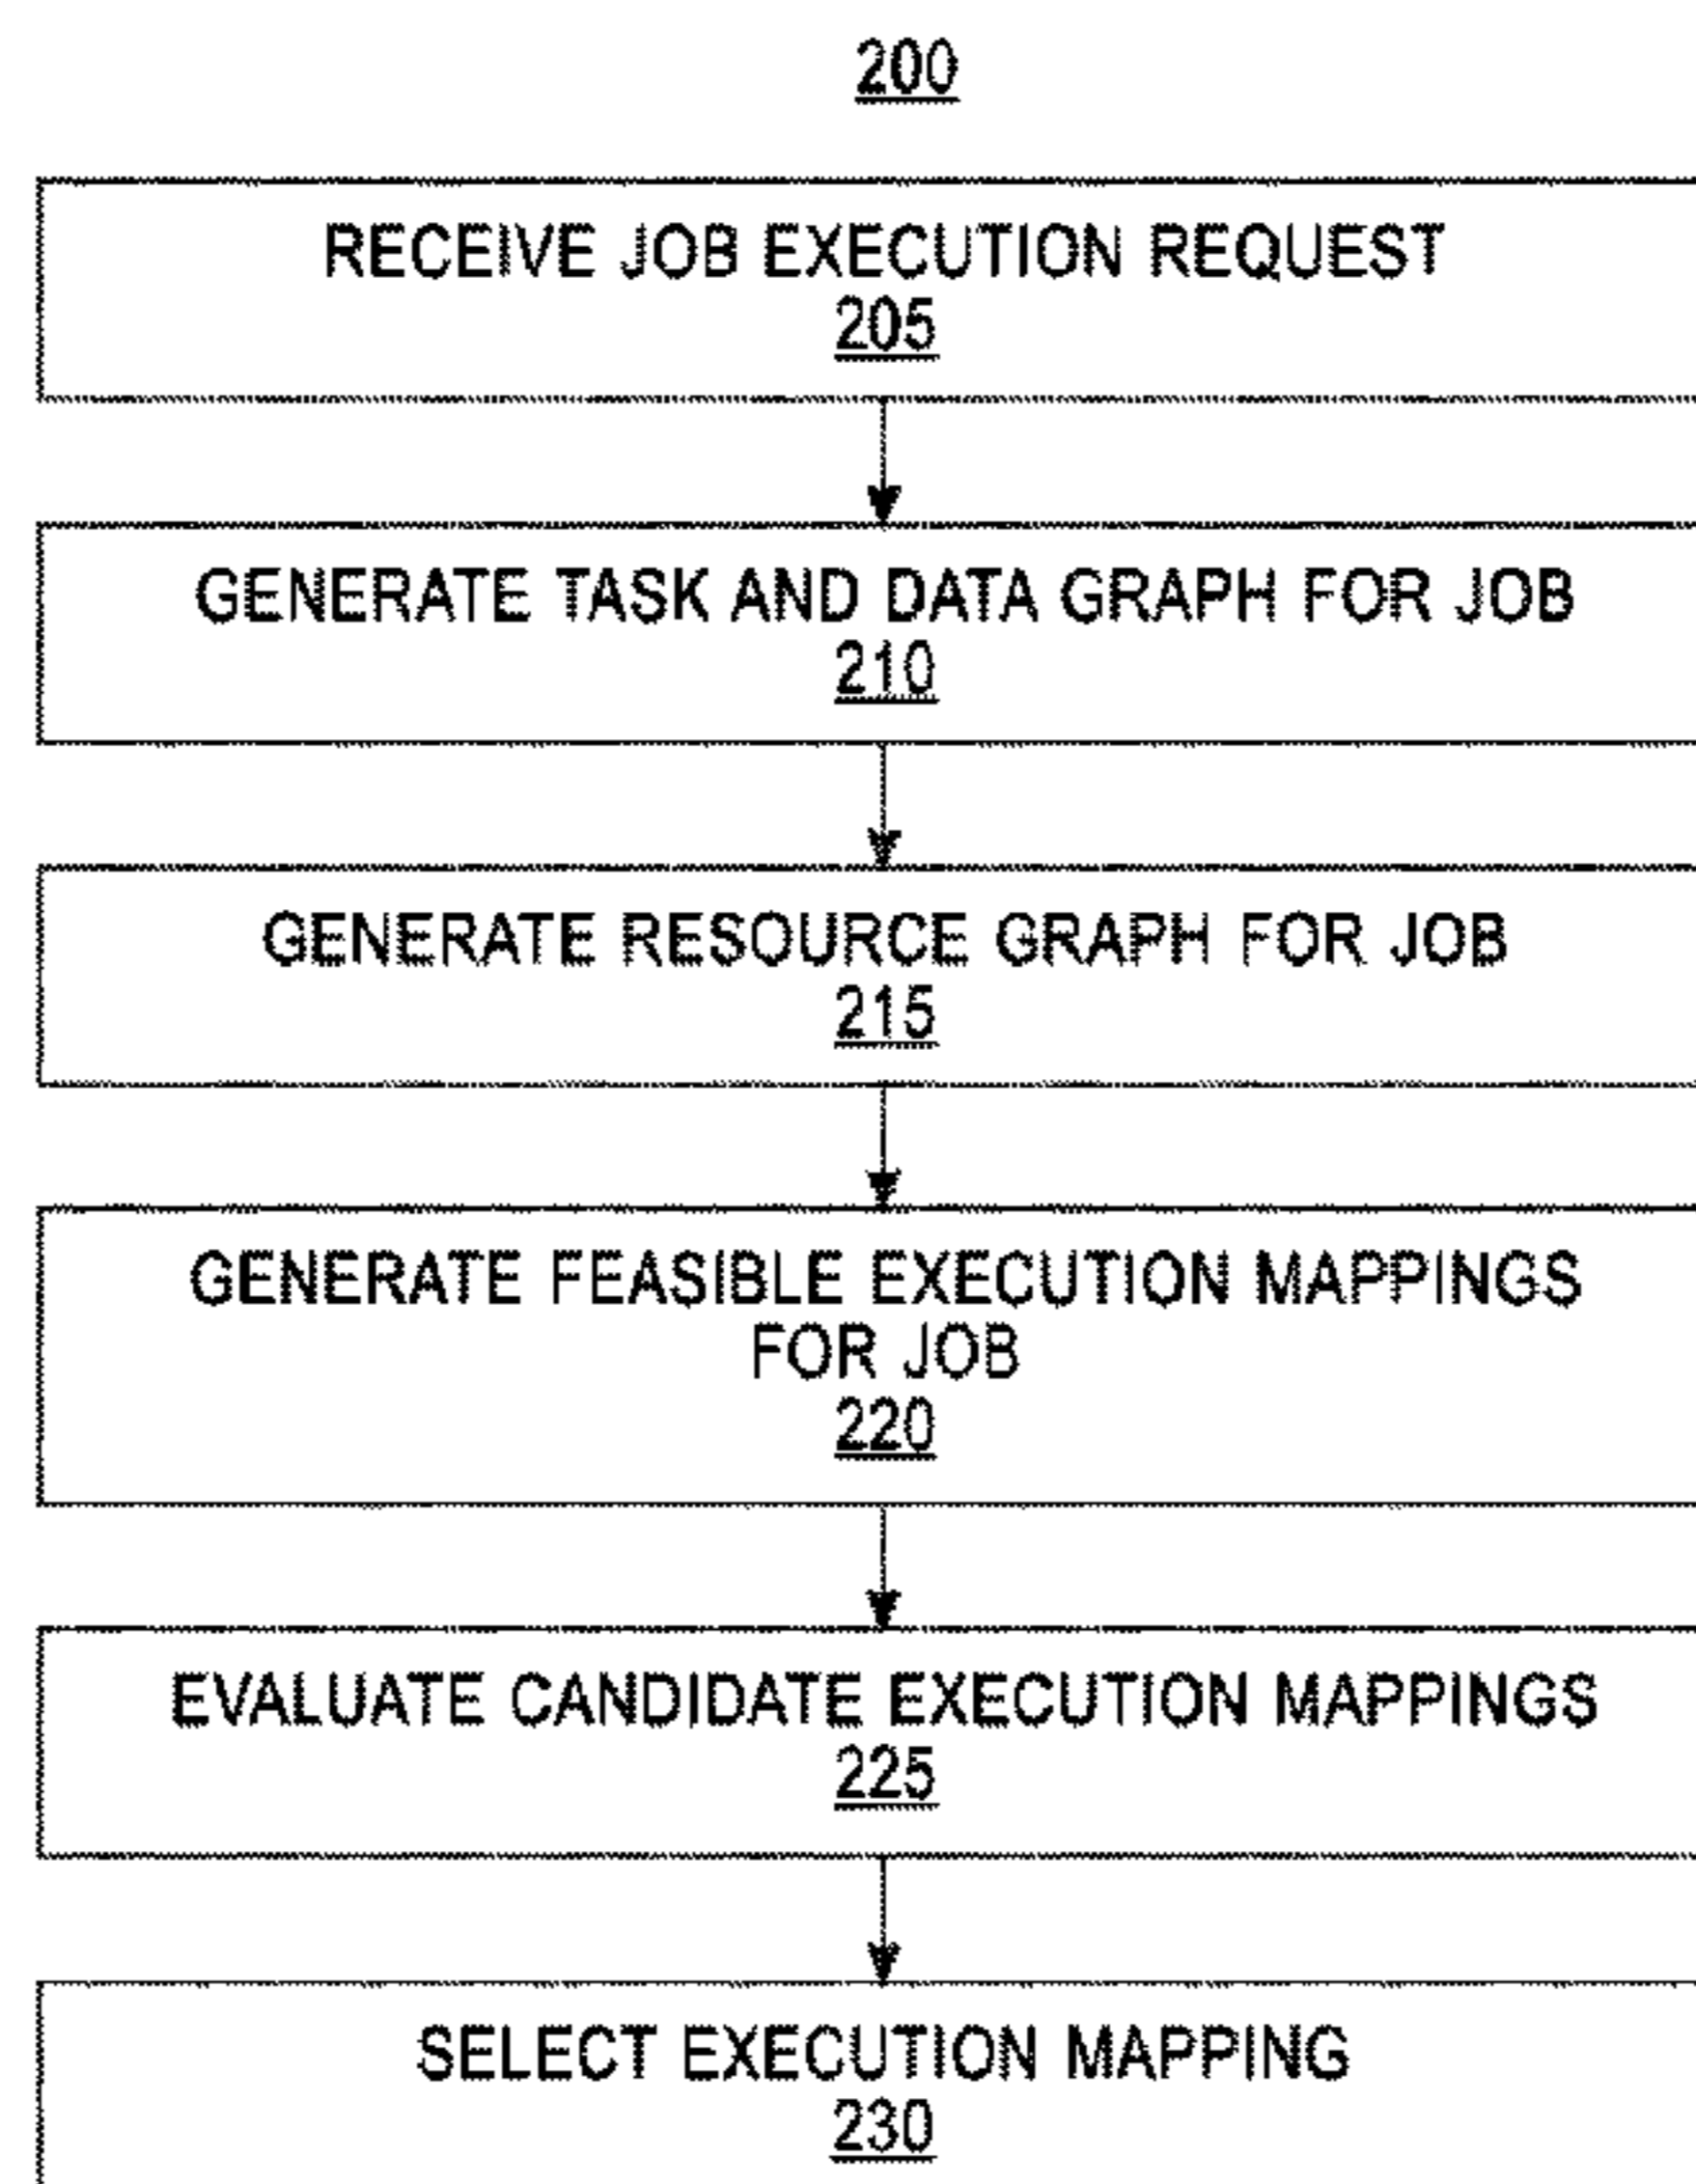 200
RECEIVE JOB EXECUTION REQUEST
205
GENERATE TASK AND DATA GRAPH FOR JOB
210
GENERATE RESOURCE GRAPH FOR JOB
215
GENERATE FEASIBLE EXECUTION MAPPINGS
FOR JOB
220
EVALUATE CANDIDATE EXECUTION MAPPINGS
225
SELECT EXECUTION MAPPING
230